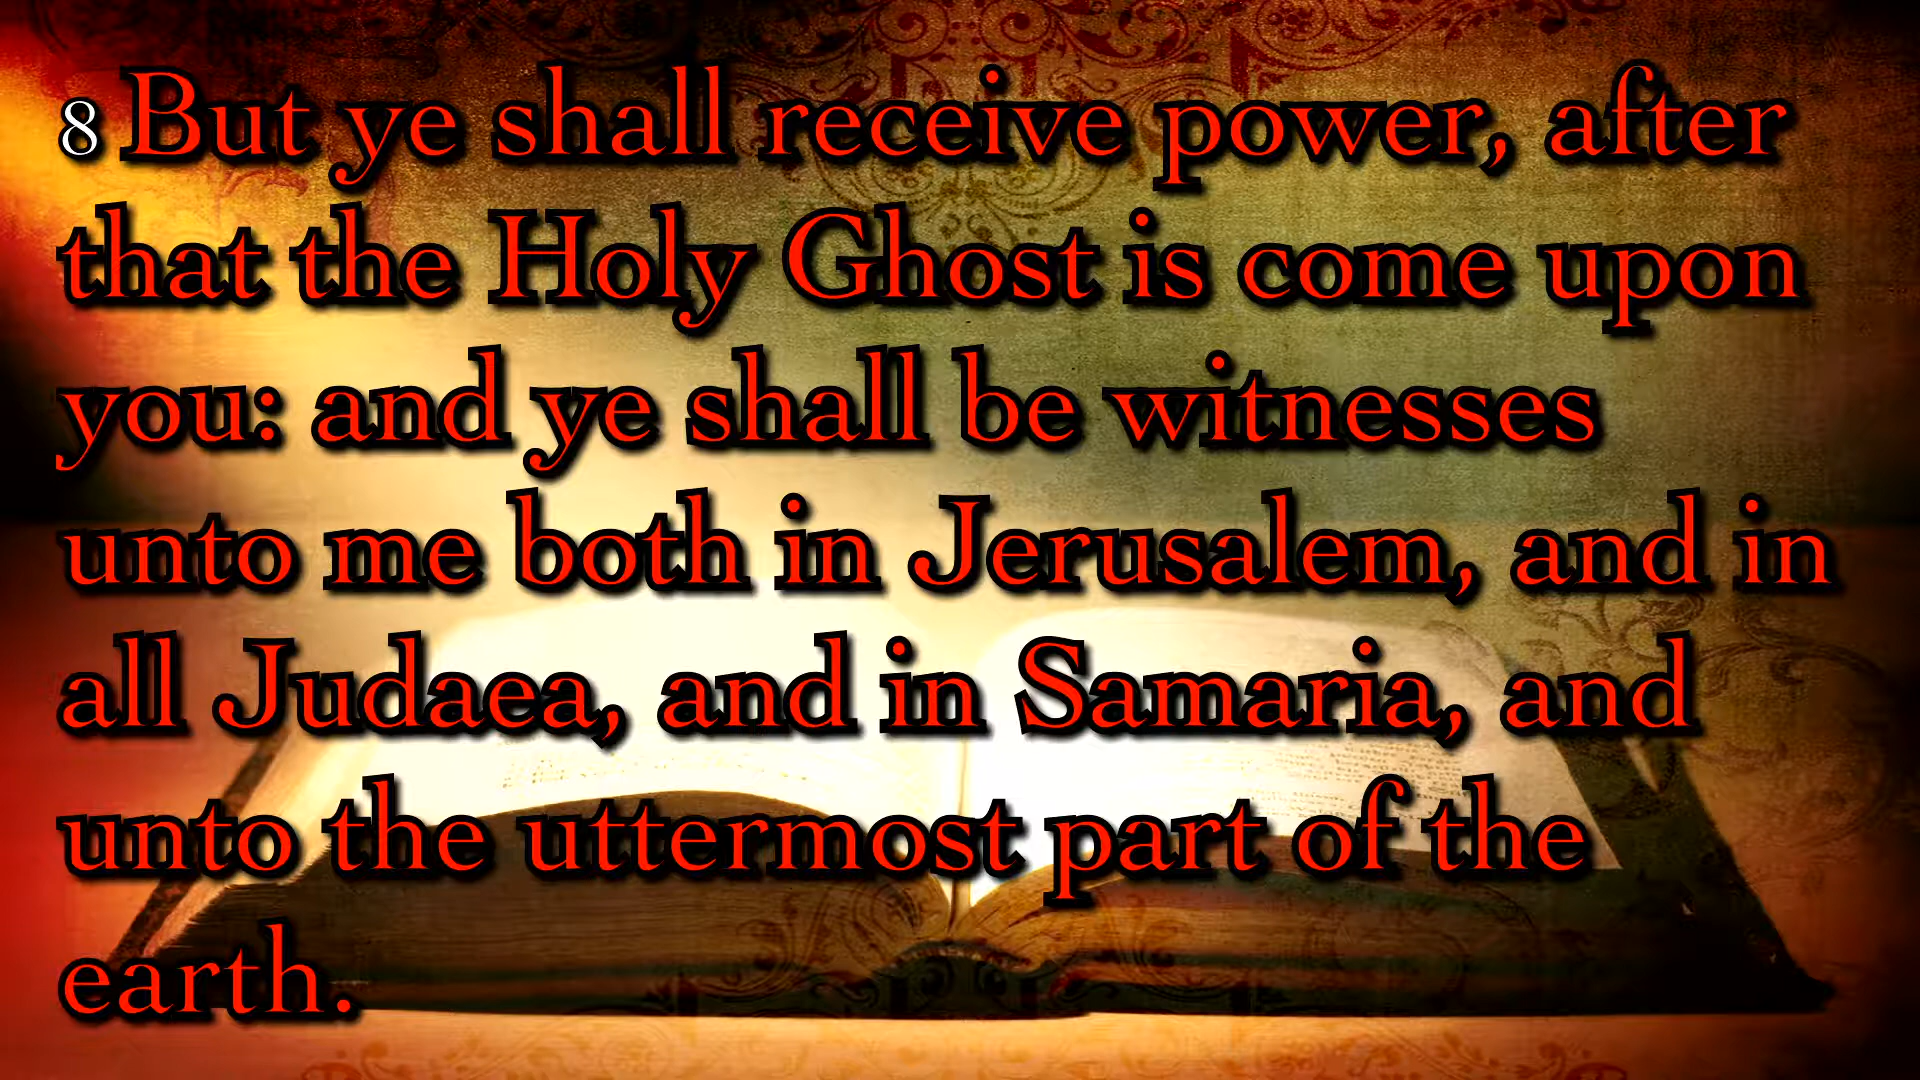 8 But ye shall receive power, after
that the Holy Ghost is come upon
you: and ye shall be witnesses
unto me both in Jerusalem, and in
all Judaea, and in Samaria, and
unto the uttermost part of the
earth.